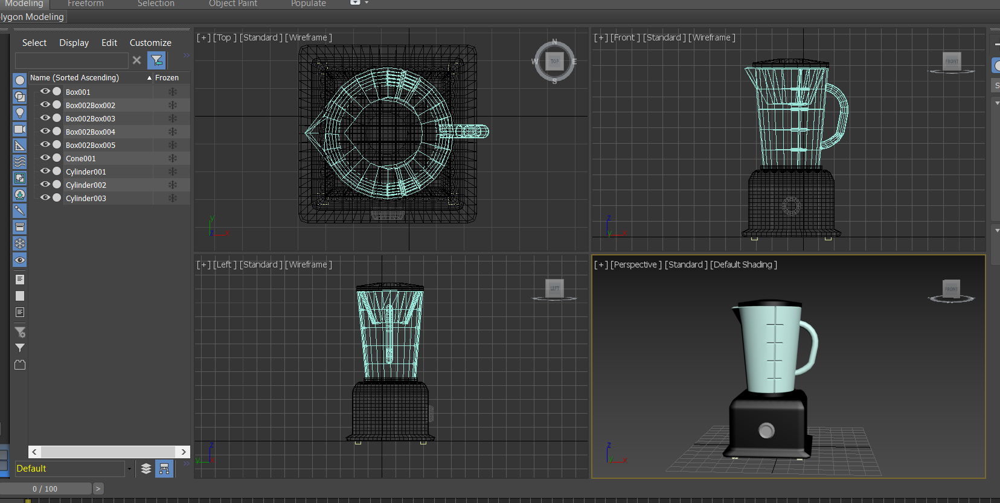 Modeling Freeform Selection Object Paint Populate
lygon Modeling
Select Display Edit Customize
Name (Sorted Ascending) Frozen
Box001
Box002Box002
Box002Box003
Box002Box004
Box002Box005
Cone001
Cylinder001
Cylinder002
Cylinder003
Default
0 / 100 >
[+] [Top ] [Standard ] [Wireframe ]
N
W TOP E
S
y
z x
[+] [Front ] [Standard ] [Wireframe ]
FRONT
z
y x
[+] [Left ] [Standard ] [Wireframe ]
LEFT
z
y x
[+] [Perspective ] [Standard ] [Default Shading ]
FRONT
z
y x
S